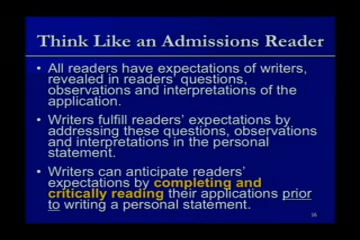 Think Like an Admissions Reader
• All readers have expectations of writers,
revealed in readers' questions,
observations and interpretations of the
application.
• Writers fulfill readers' expectations by
addressing these questions, observations
and interpretations in the personal
statement.
• Writers can anticipate readers'
expectations by completing and
critically reading their applications prior
to writing a personal statement.